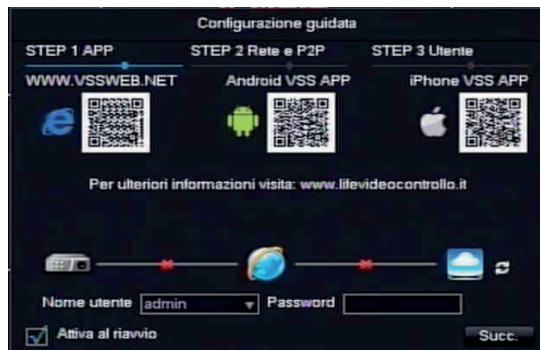 Configurazione guidata
STEP 1 APP STEP 2 Rete e P2P STEP 3 Utente
WWW.VSSWEB.NET Android VSS APP iPhone VSS APP
Per ulteriori informazioni visita: www.lifevideocontrollo.it
Nome utente admin Password
Attiva al riavvio Succ.